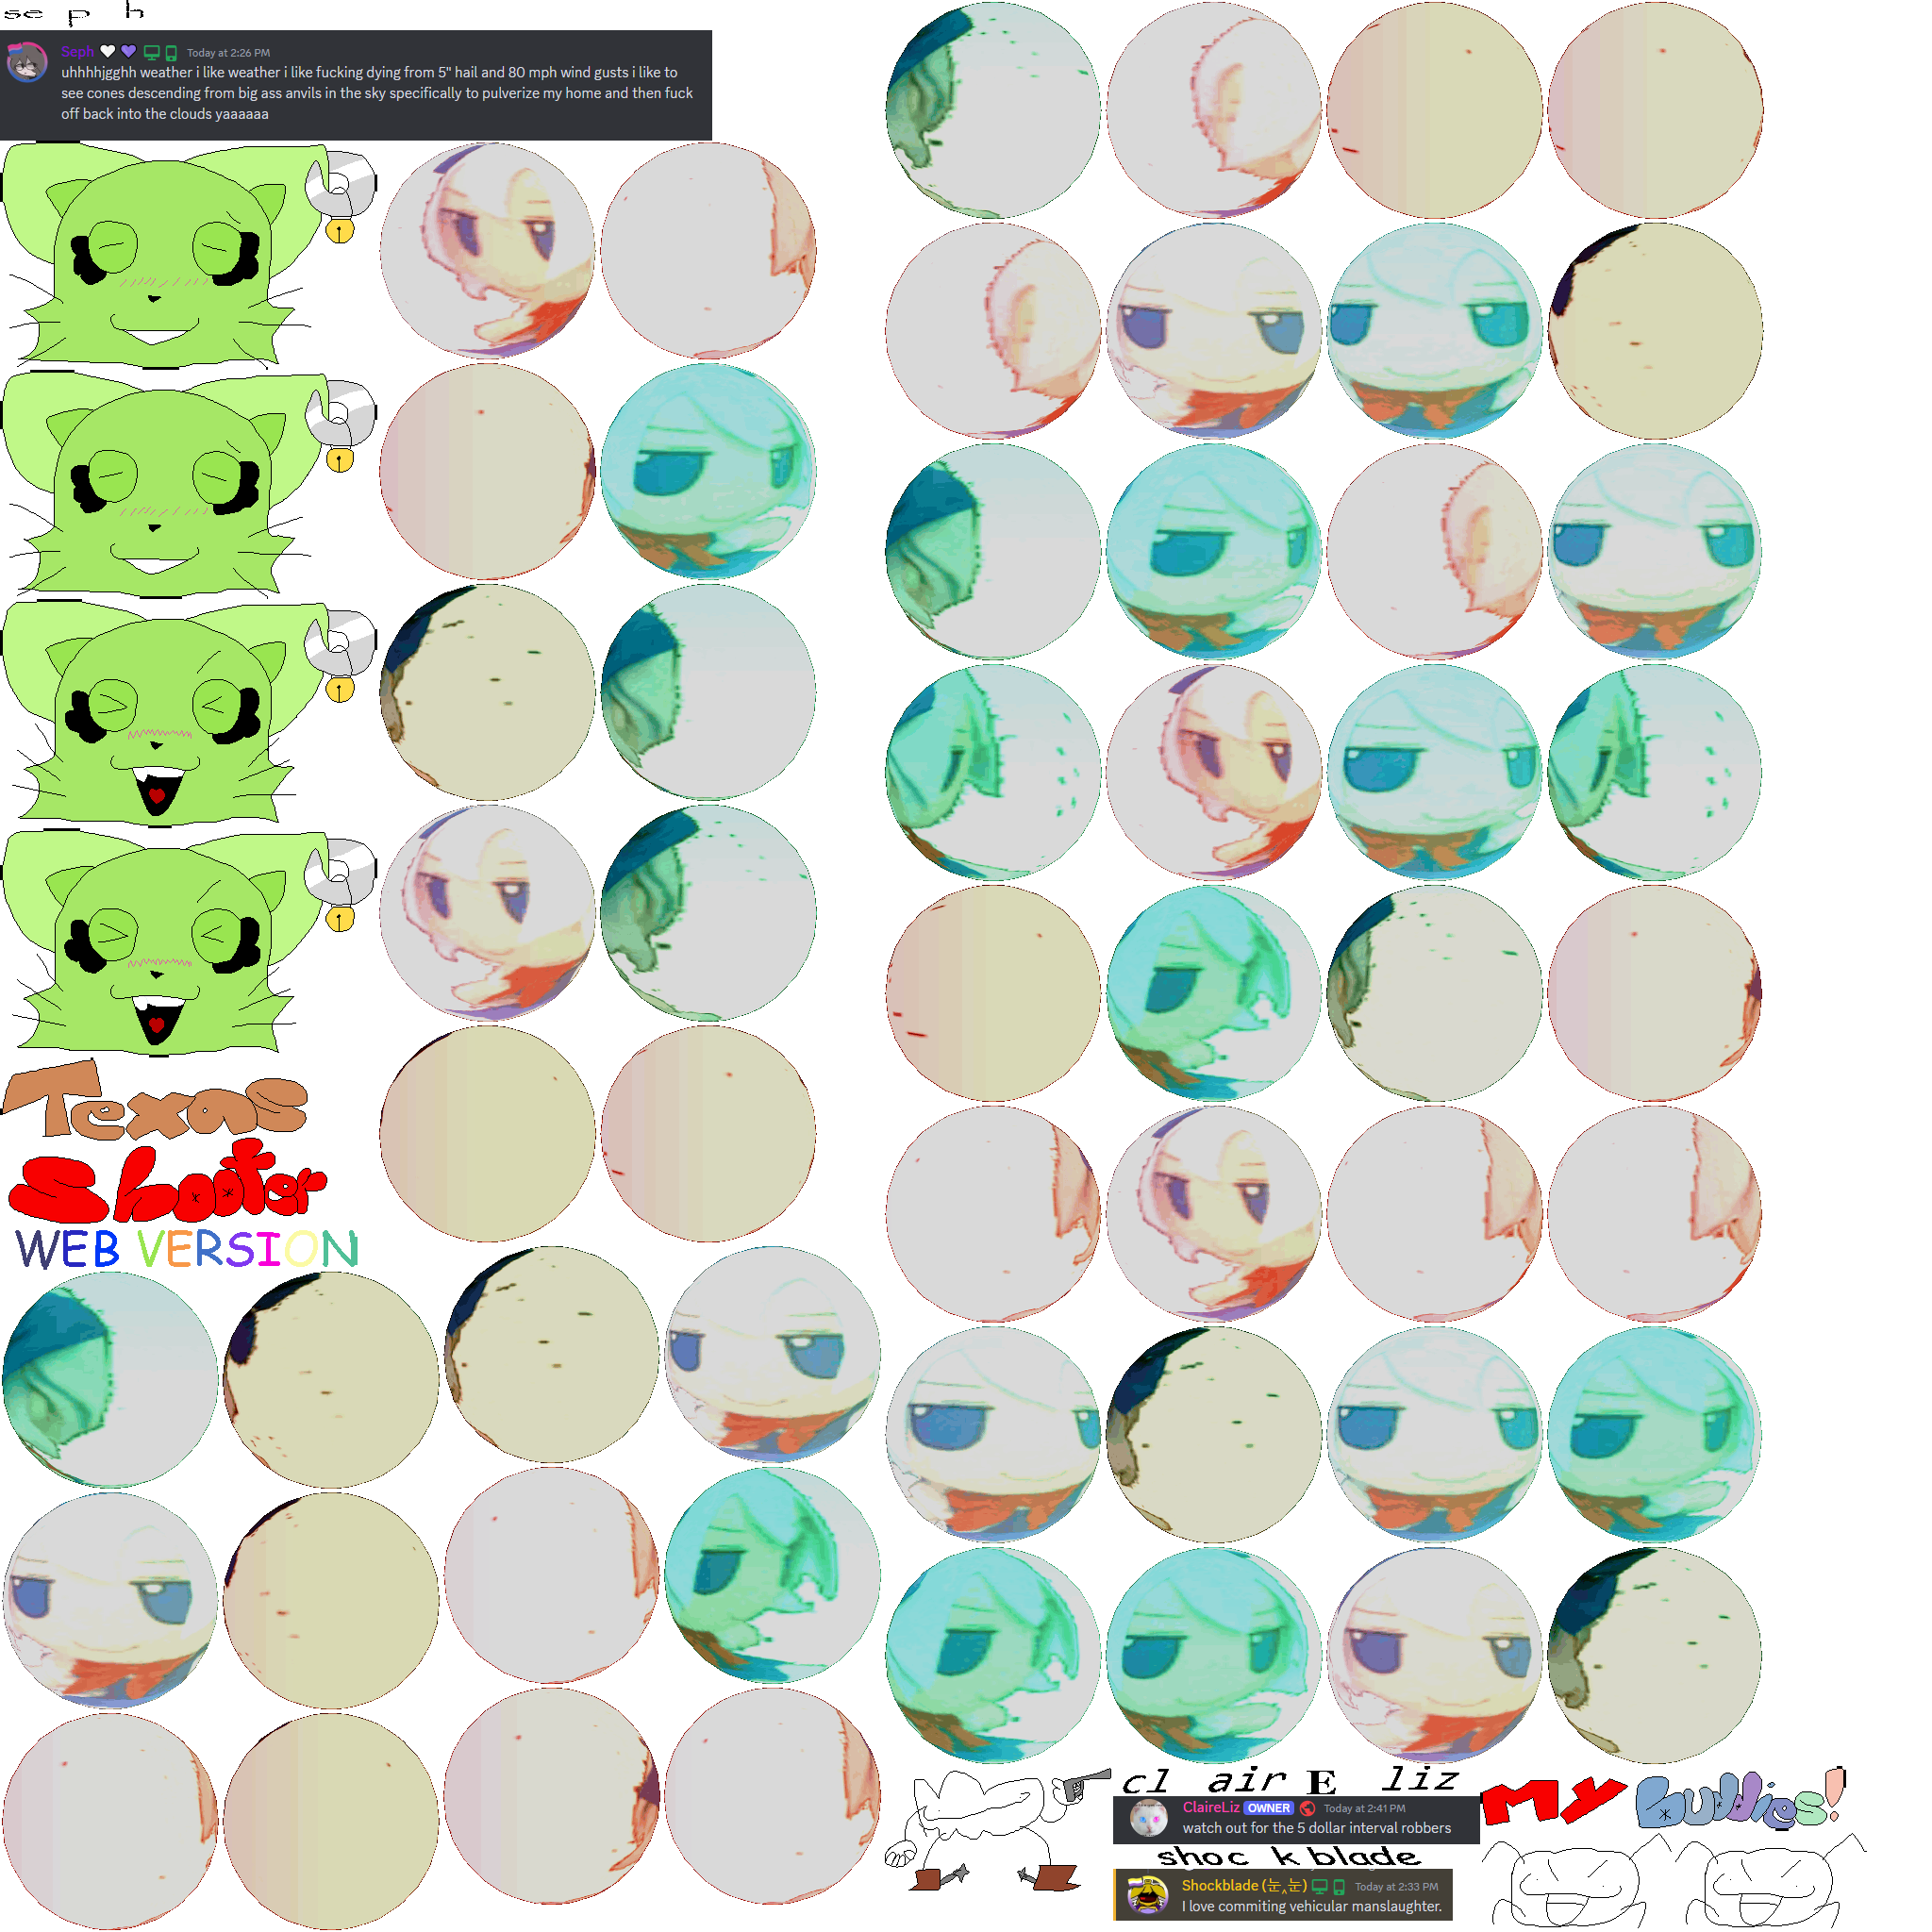 se p h
Seph 🤍 💜 Today at 2:26 PM
uhhhhjgghh weather i like weather i like fucking dying from 5" hail and 80 mph wind gusts i like to
see cones descending from big ass anvils in the sky specifically to pulverize my home and then fuck
off back into the clouds yaaaaaa
Texas
Shooter
WEB VERSION
cl air E liz
ClaireLiz OWNER Today at 2:41 PM
watch out for the 5 dollar interval robbers
shoc k blade
Shockblade (눈‸눈) Today at 2:33 PM
I love commiting vehicular manslaughter.
My Buddies!